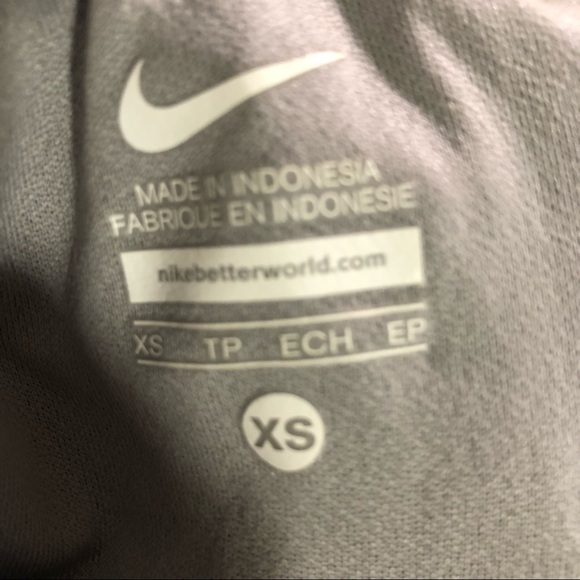 MADE IN INDONESIA
FABRIQUE EN INDONESIE
nikebetterworld.com
XS TP ECH EP
XS